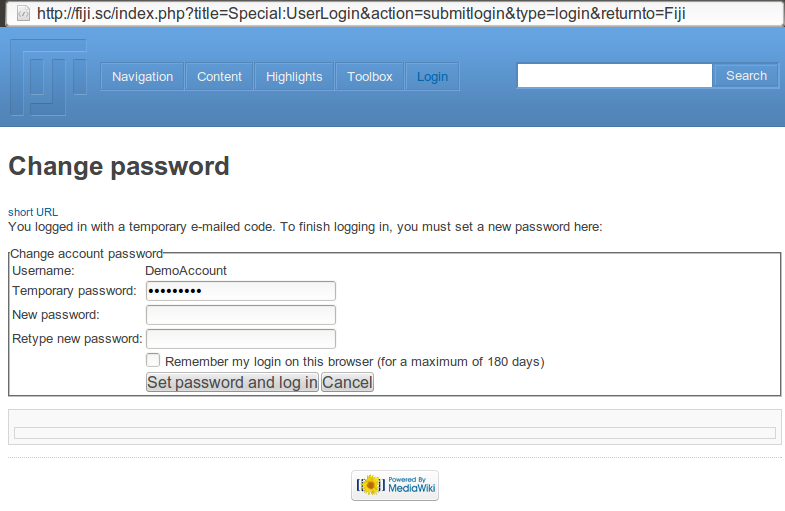 http://fiji.sc/index.php?title=Special:UserLogin&action=submitlogin&type=login&returnto=Fiji
Navigation Content Highlights Toolbox Login Search
Change password
short URL
You logged in with a temporary e-mailed code. To finish logging in, you must set a new password here:
Change account password
Username: DemoAccount
Temporary password: •••••••••
New password:
Retype new password:
Remember my login on this browser (for a maximum of 180 days)
Set password and log in Cancel
Powered By
MediaWiki